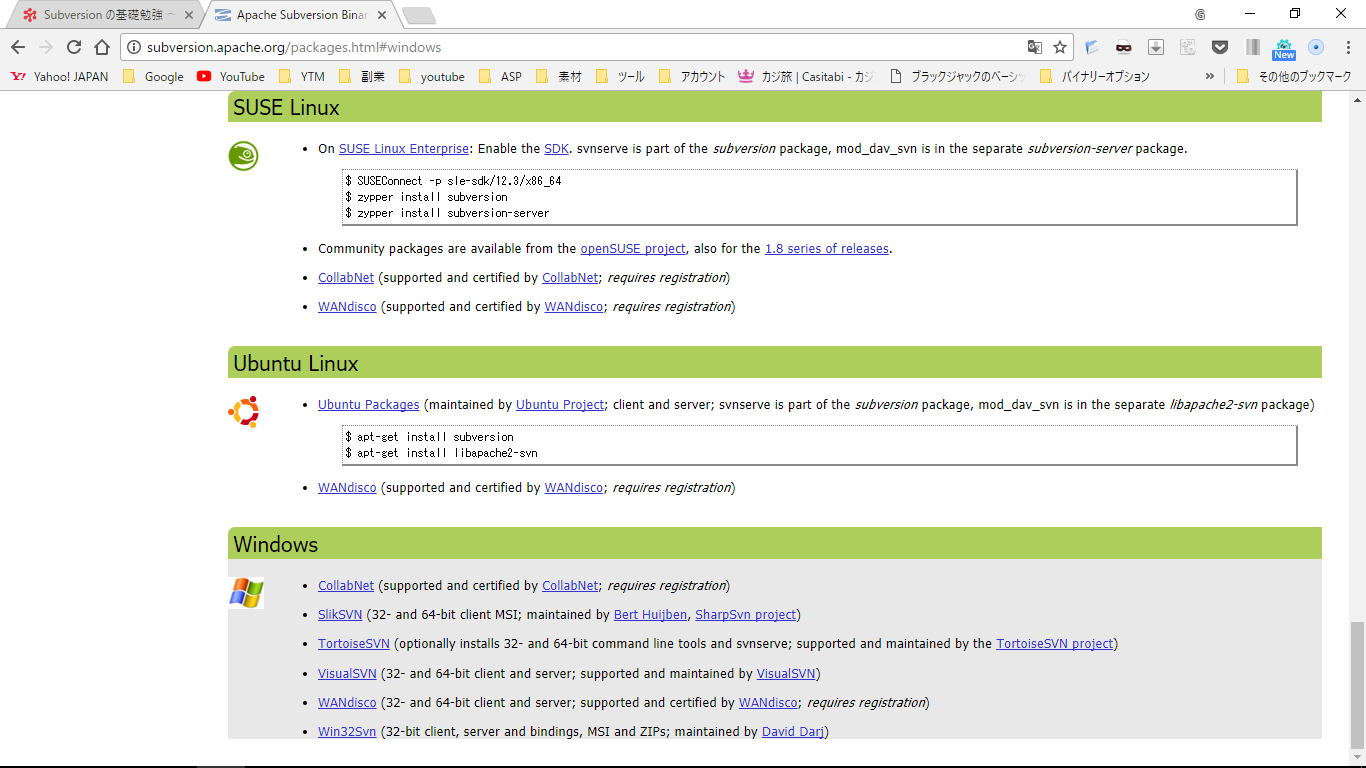 Subversion の基礎勉強 ~
Apache Subversion Binar
subversion.apache.org/packages.html#windows
New
Yahoo! JAPAN
Google
YouTube
YTM
副業
youtube
ASP
素材
ツール
アカウント
カジ旅 | Casitabi - カジ
ブラックジャックのベーシッ
バイナリーオプション
»
その他のブックマーク
SUSE Linux
• On SUSE Linux Enterprise: Enable the SDK. svnserve is part of the subversion package, mod_dav_svn is in the separate subversion-server package.
$ SUSEConnect -p sle-sdk/12.3/x86_64
$ zypper install subversion
$ zypper install subversion-server
• Community packages are available from the openSUSE project, also for the 1.8 series of releases.
• CollabNet (supported and certified by CollabNet; requires registration)
• WANdisco (supported and certified by WANdisco; requires registration)
Ubuntu Linux
• Ubuntu Packages (maintained by Ubuntu Project; client and server; svnserve is part of the subversion package, mod_dav_svn is in the separate libapache2-svn package)
$ apt-get install subversion
$ apt-get install libapache2-svn
• WANdisco (supported and certified by WANdisco; requires registration)
Windows
• CollabNet (supported and certified by CollabNet; requires registration)
• SlikSVN (32- and 64-bit client MSI; maintained by Bert Huijben, SharpSvn project)
• TortoiseSVN (optionally installs 32- and 64-bit command line tools and svnserve; supported and maintained by the TortoiseSVN project)
• VisualSVN (32- and 64-bit client and server; supported and maintained by VisualSVN)
• WANdisco (32- and 64-bit client and server; supported and certified by WANdisco; requires registration)
• Win32Svn (32-bit client, server and bindings, MSI and ZIPs; maintained by David Darj)